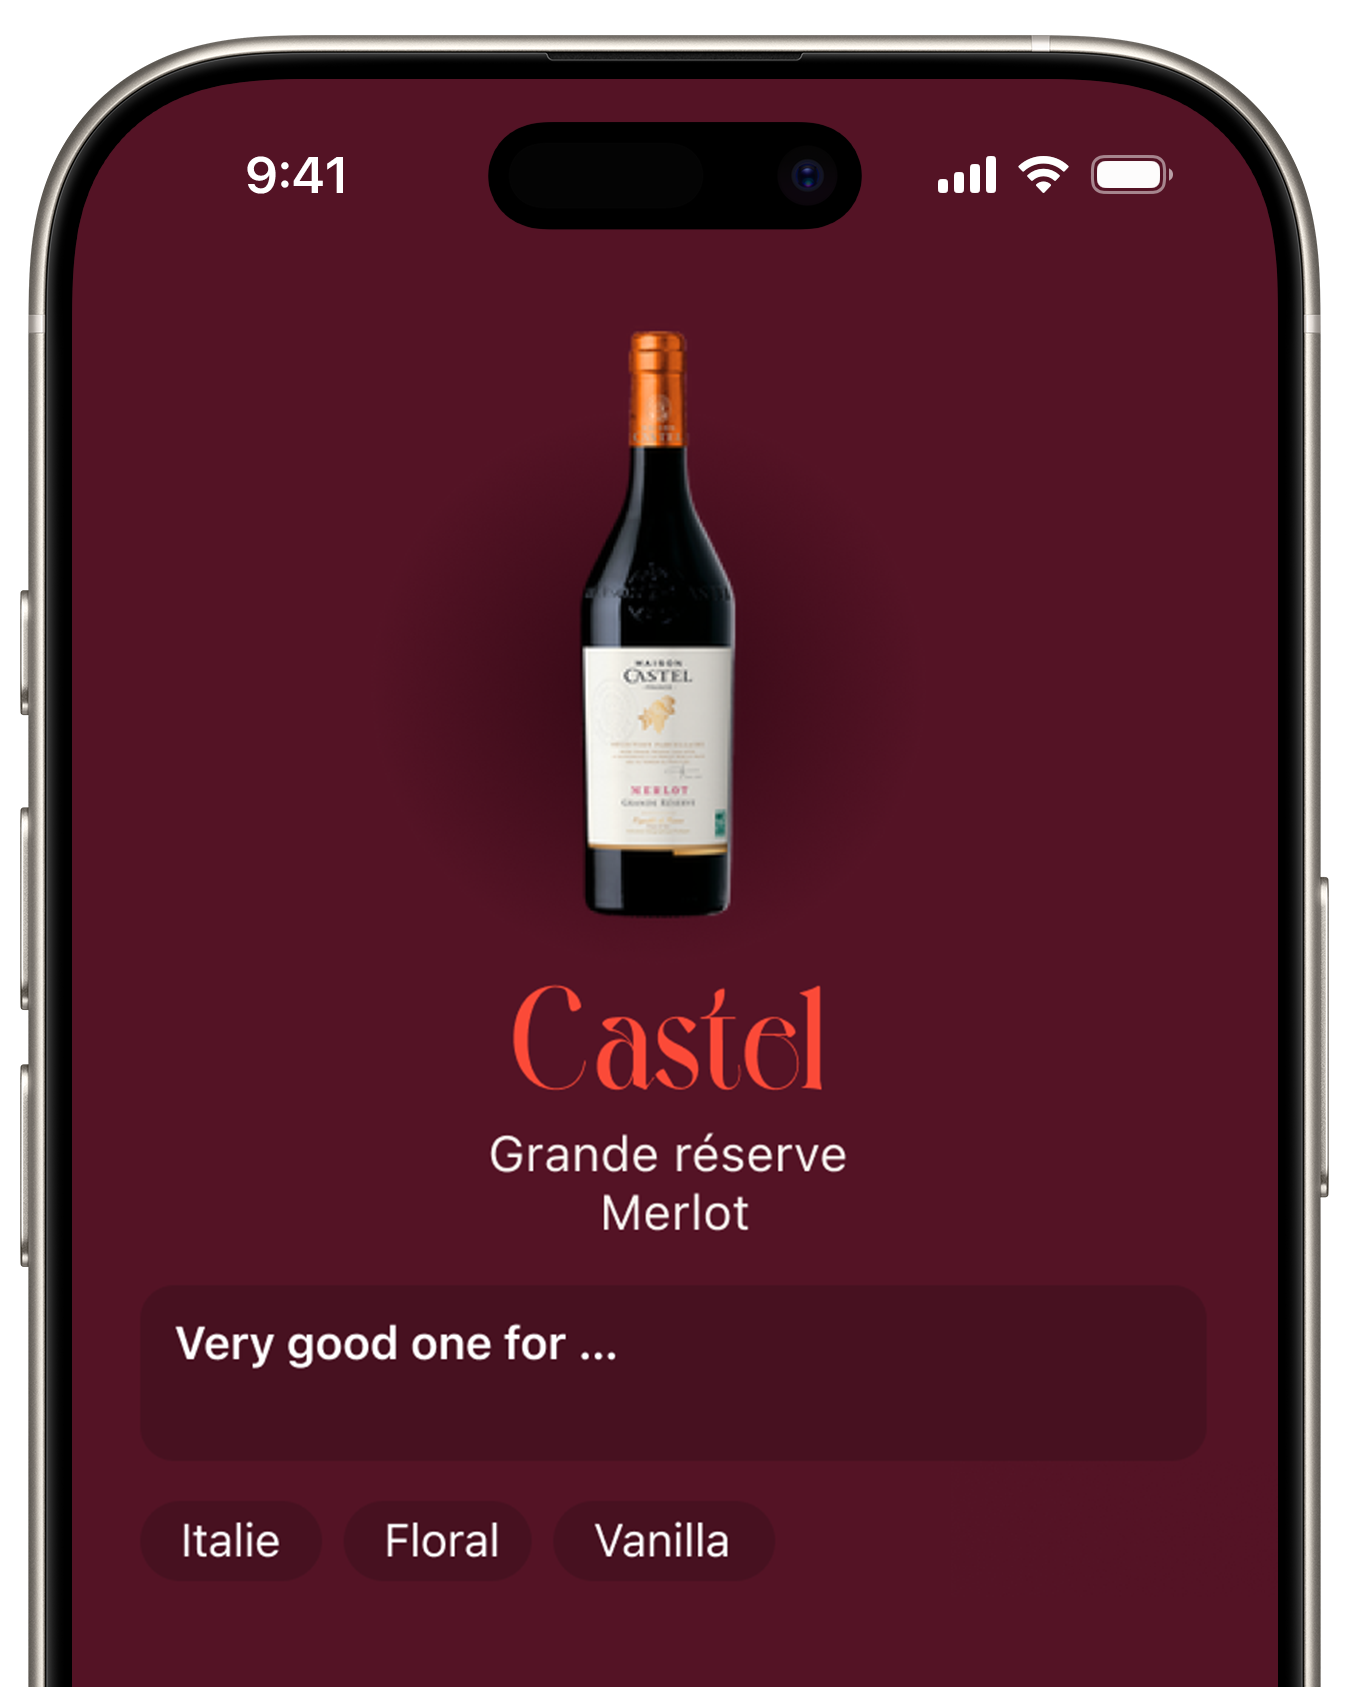 9:41
MAISON
CASTEL
MERLOT
GRANDE RÉSERVE
Castel
Grande réserve
Merlot
Very good one for ...
Italie Floral Vanilla